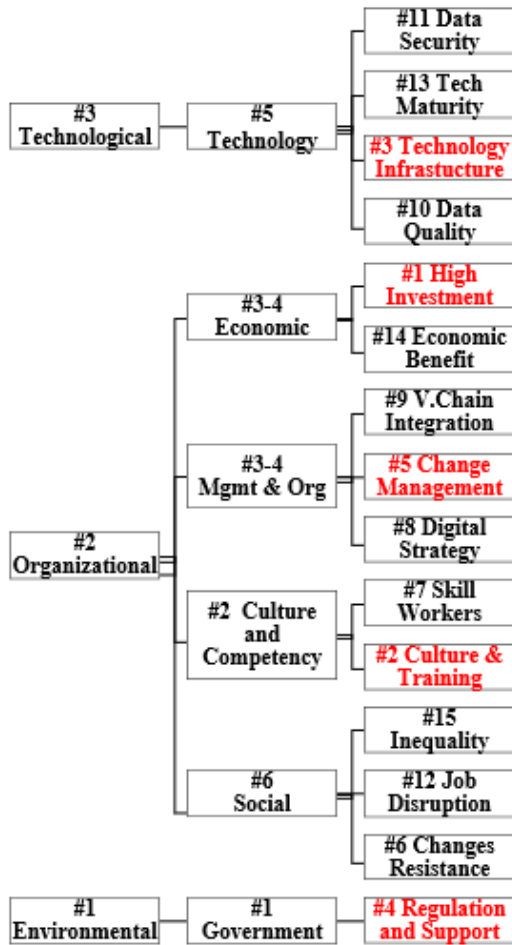 #3
Technological
#5
Technology
#11 Data
Security
#13 Tech
Maturity
#3 Technology
Infrastucture
#10 Data
Quality
#2
Organizational
#3-4
Economic
#1 High
Investment
#14 Economic
Benefit
#3-4
Mgmt & Org
#9 V.Chain
Integration
#5 Change
Management
#8 Digital
Strategy
#2 Culture
and
Competency
#7 Skill
Workers
#2 Culture &
Training
#6
Social
#15
Inequality
#12 Job
Disruption
#6 Changes
Resistance
#1
Environmental
#1
Government
#4 Regulation
and Support